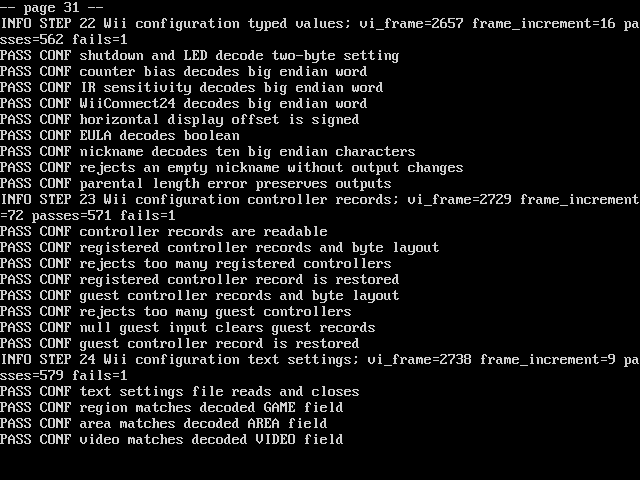 -- page 31 --
INFO STEP 22 Wii configuration typed values; vi_frame=2657 frame_increment=16 pa
sses=562 fails=1
PASS CONF shutdown and LED decode two-byte setting
PASS CONF counter bias decodes big endian word
PASS CONF IR sensitivity decodes big endian word
PASS CONF WiiConnect24 decodes big endian word
PASS CONF horizontal display offset is signed
PASS CONF EULA decodes boolean
PASS CONF nickname decodes ten big endian characters
PASS CONF rejects an empty nickname without output changes
PASS CONF parental length error preserves outputs
INFO STEP 23 Wii configuration controller records; vi_frame=2729 frame_increment
=72 passes=571 fails=1
PASS CONF controller records are readable
PASS CONF registered controller records and byte layout
PASS CONF rejects too many registered controllers
PASS CONF registered controller record is restored
PASS CONF guest controller records and byte layout
PASS CONF rejects too many guest controllers
PASS CONF null guest input clears guest records
PASS CONF guest controller record is restored
INFO STEP 24 Wii configuration text settings; vi_frame=2738 frame_increment=9 pa
sses=579 fails=1
PASS CONF text settings file reads and closes
PASS CONF region matches decoded GAME field
PASS CONF area matches decoded AREA field
PASS CONF video matches decoded VIDEO field